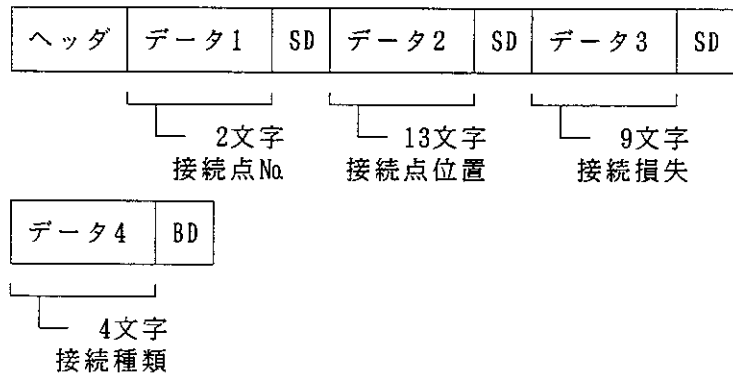 ヘッダ データ1 SD データ2 SD データ3 SD
2文字 13文字 9文字
接続点№ 接続点位置 接続損失
データ4 BD
4文字
接続種類